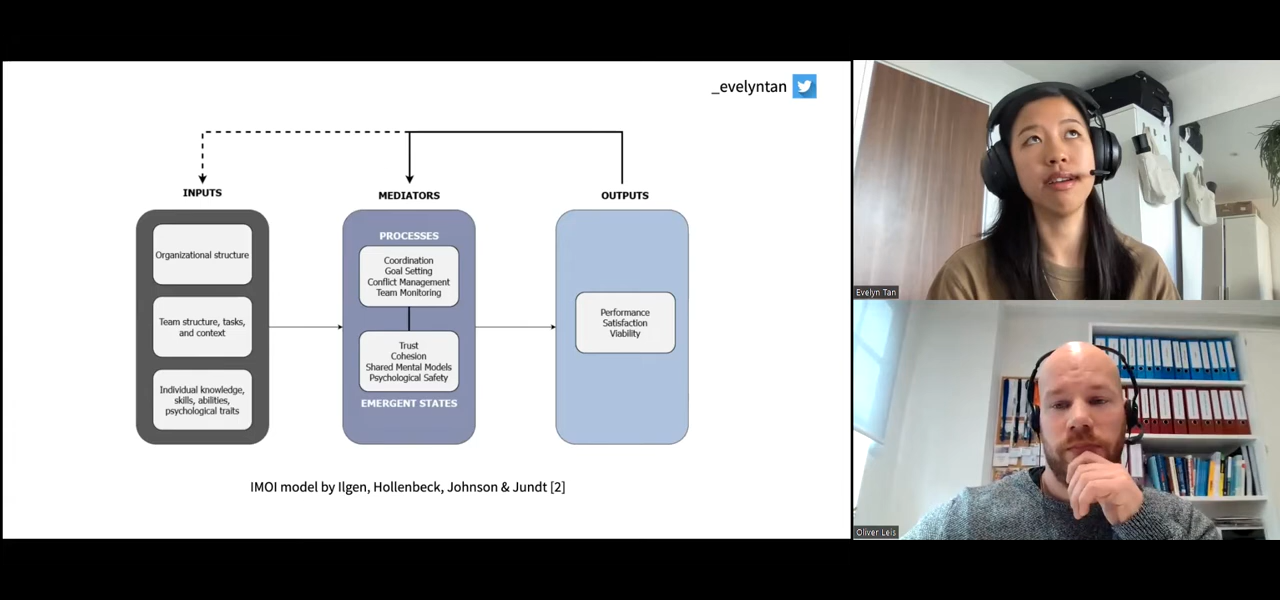 _evelyntan
INPUTS
MEDIATORS
OUTPUTS
Organizational structure
Team structure, tasks,
and context
Individual knowledge,
skills, abilities,
psychological traits
PROCESSES
Coordination
Goal Setting
Conflict Management
Team Monitoring
Trust
Cohesion
Shared Mental Models
Psychological Safety
EMERGENT STATES
Performance
Satisfaction
Viability
IMOI model by Ilgen, Hollenbeck, Johnson & Jundt [2]
Evelyn Tan
Oliver Leis